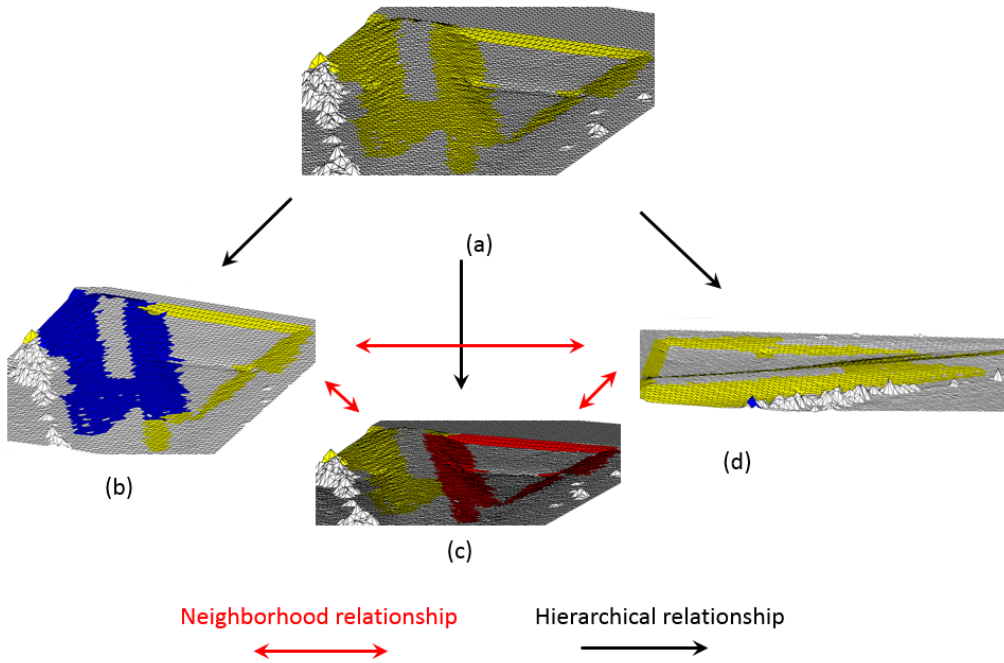 (a)
(b)
(c)
(d)
Neighborhood relationship
Hierarchical relationship